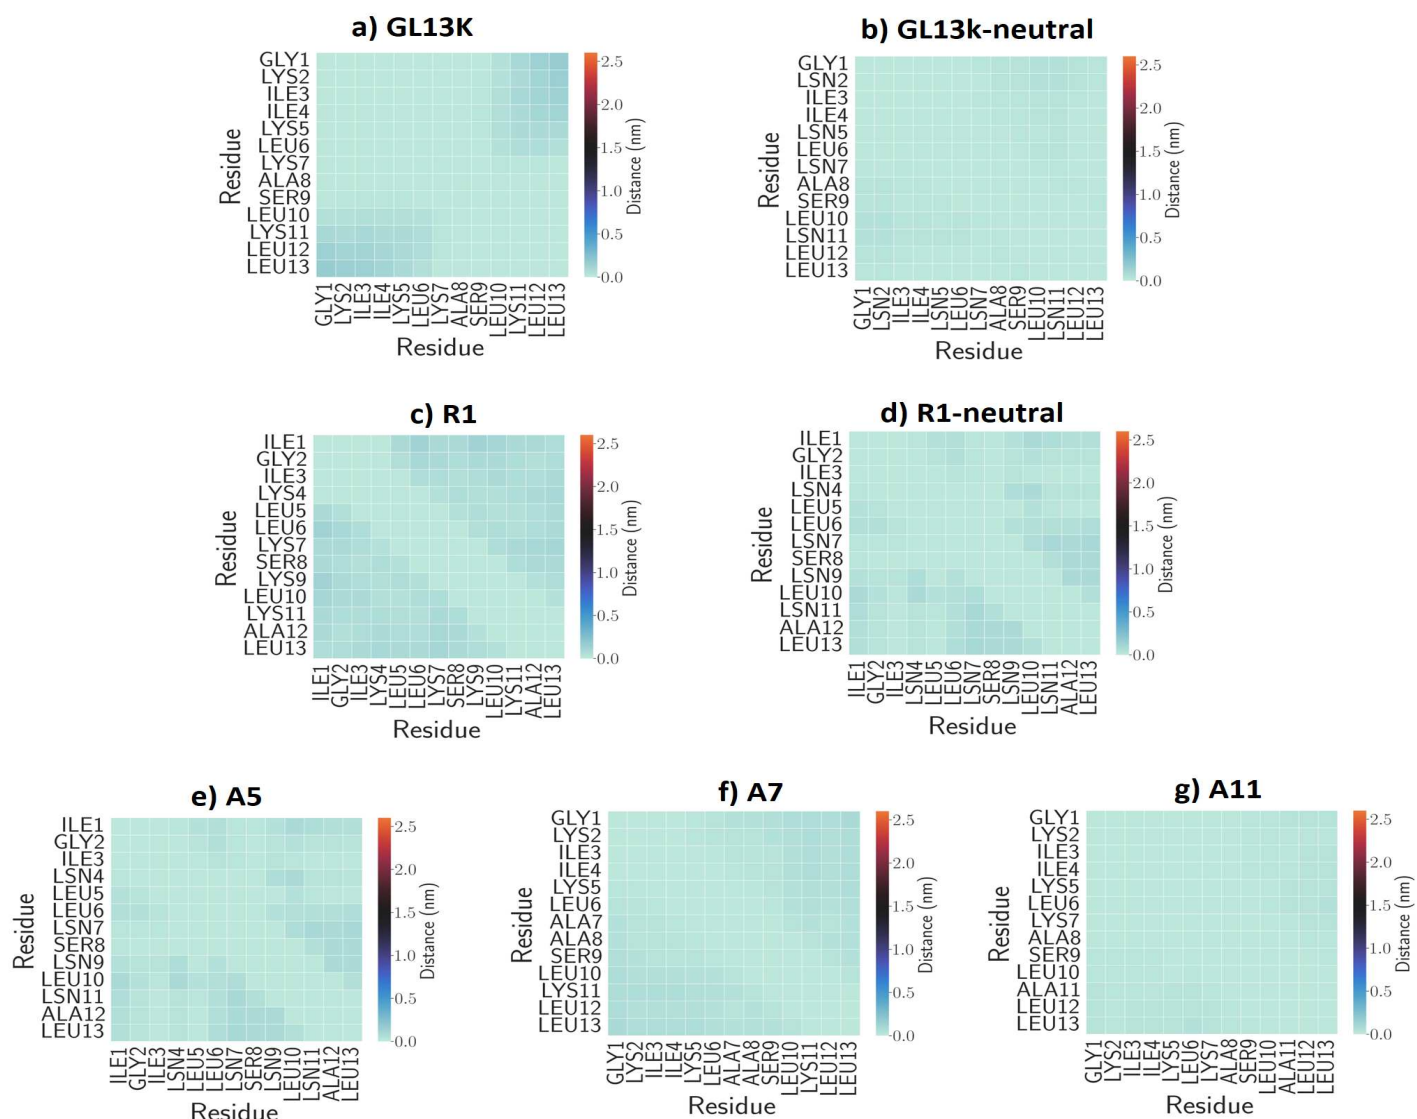 a) GL13K
GLY1
LYS2
ILE3
ILE4
LYS5
LEU6
LYS7
ALA8
SER9
LEU10
LYS11
LEU12
LEU13
Residue
GLY1 LYS2 ILE3 ILE4 LYS5 LEU6 LYS7 ALA8 SER9 LEU10 LYS11 LEU12 LEU13
Residue
2.5
2.0
1.5
1.0
0.5
0.0
Distance (nm)
b) GL13k-neutral
GLY1
LSN2
ILE3
ILE4
LSN5
LEU6
LSN7
ALA8
SER9
LEU10
LSN11
LEU12
LEU13
Residue
GLY1 LSN2 ILE3 ILE4 LSN5 LEU6 LSN7 ALA8 SER9 LEU10 LSN11 LEU12 LEU13
Residue
2.5
2.0
1.5
1.0
0.5
0.0
Distance (nm)
c) R1
ILE1
GLY2
ILE3
LYS4
LEU5
LEU6
LYS7
SER8
LYS9
LEU10
LYS11
ALA12
LEU13
Residue
ILE1 GLY2 ILE3 LYS4 LEU5 LEU6 LYS7 SER8 LYS9 LEU10 LYS11 ALA12 LEU13
Residue
2.5
2.0
1.5
1.0
0.5
0.0
Distance (nm)
d) R1-neutral
ILE1
GLY2
ILE3
LSN4
LEU5
LEU6
LSN7
SER8
LSN9
LEU10
LSN11
ALA12
LEU13
Residue
ILE1 GLY2 ILE3 LSN4 LEU5 LEU6 LSN7 SER8 LSN9 LEU10 LSN11 ALA12 LEU13
Residue
2.5
2.0
1.5
1.0
0.5
0.0
Distance (nm)
e) A5
ILE1
GLY2
ILE3
LSN4
LEU5
LEU6
LSN7
SER8
LSN9
LEU10
LSN11
ALA12
LEU13
Residue
ILE1 GLY2 ILE3 LSN4 LEU5 LEU6 LSN7 SER8 LSN9 LEU10 LSN11 ALA12 LEU13
Residue
2.5
2.0
1.5
1.0
0.5
0.0
Distance (nm)
f) A7
GLY1
LYS2
ILE3
ILE4
LYS5
LEU6
ALA7
ALA8
SER9
LEU10
LYS11
LEU12
LEU13
Residue
GLY1 LYS2 ILE3 ILE4 LYS5 LEU6 ALA7 ALA8 SER9 LEU10 LYS11 LEU12 LEU13
Residue
2.5
2.0
1.5
1.0
0.5
0.0
Distance (nm)
g) A11
GLY1
LYS2
ILE3
ILE4
LYS5
LEU6
LYS7
ALA8
SER9
LEU10
ALA11
LEU12
LEU13
Residue
GLY1 LYS2 ILE3 ILE4 LYS5 LEU6 LYS7 ALA8 SER9 LEU10 ALA11 LEU12 LEU13
Residue
2.5
2.0
1.5
1.0
0.5
0.0
Distance (nm)